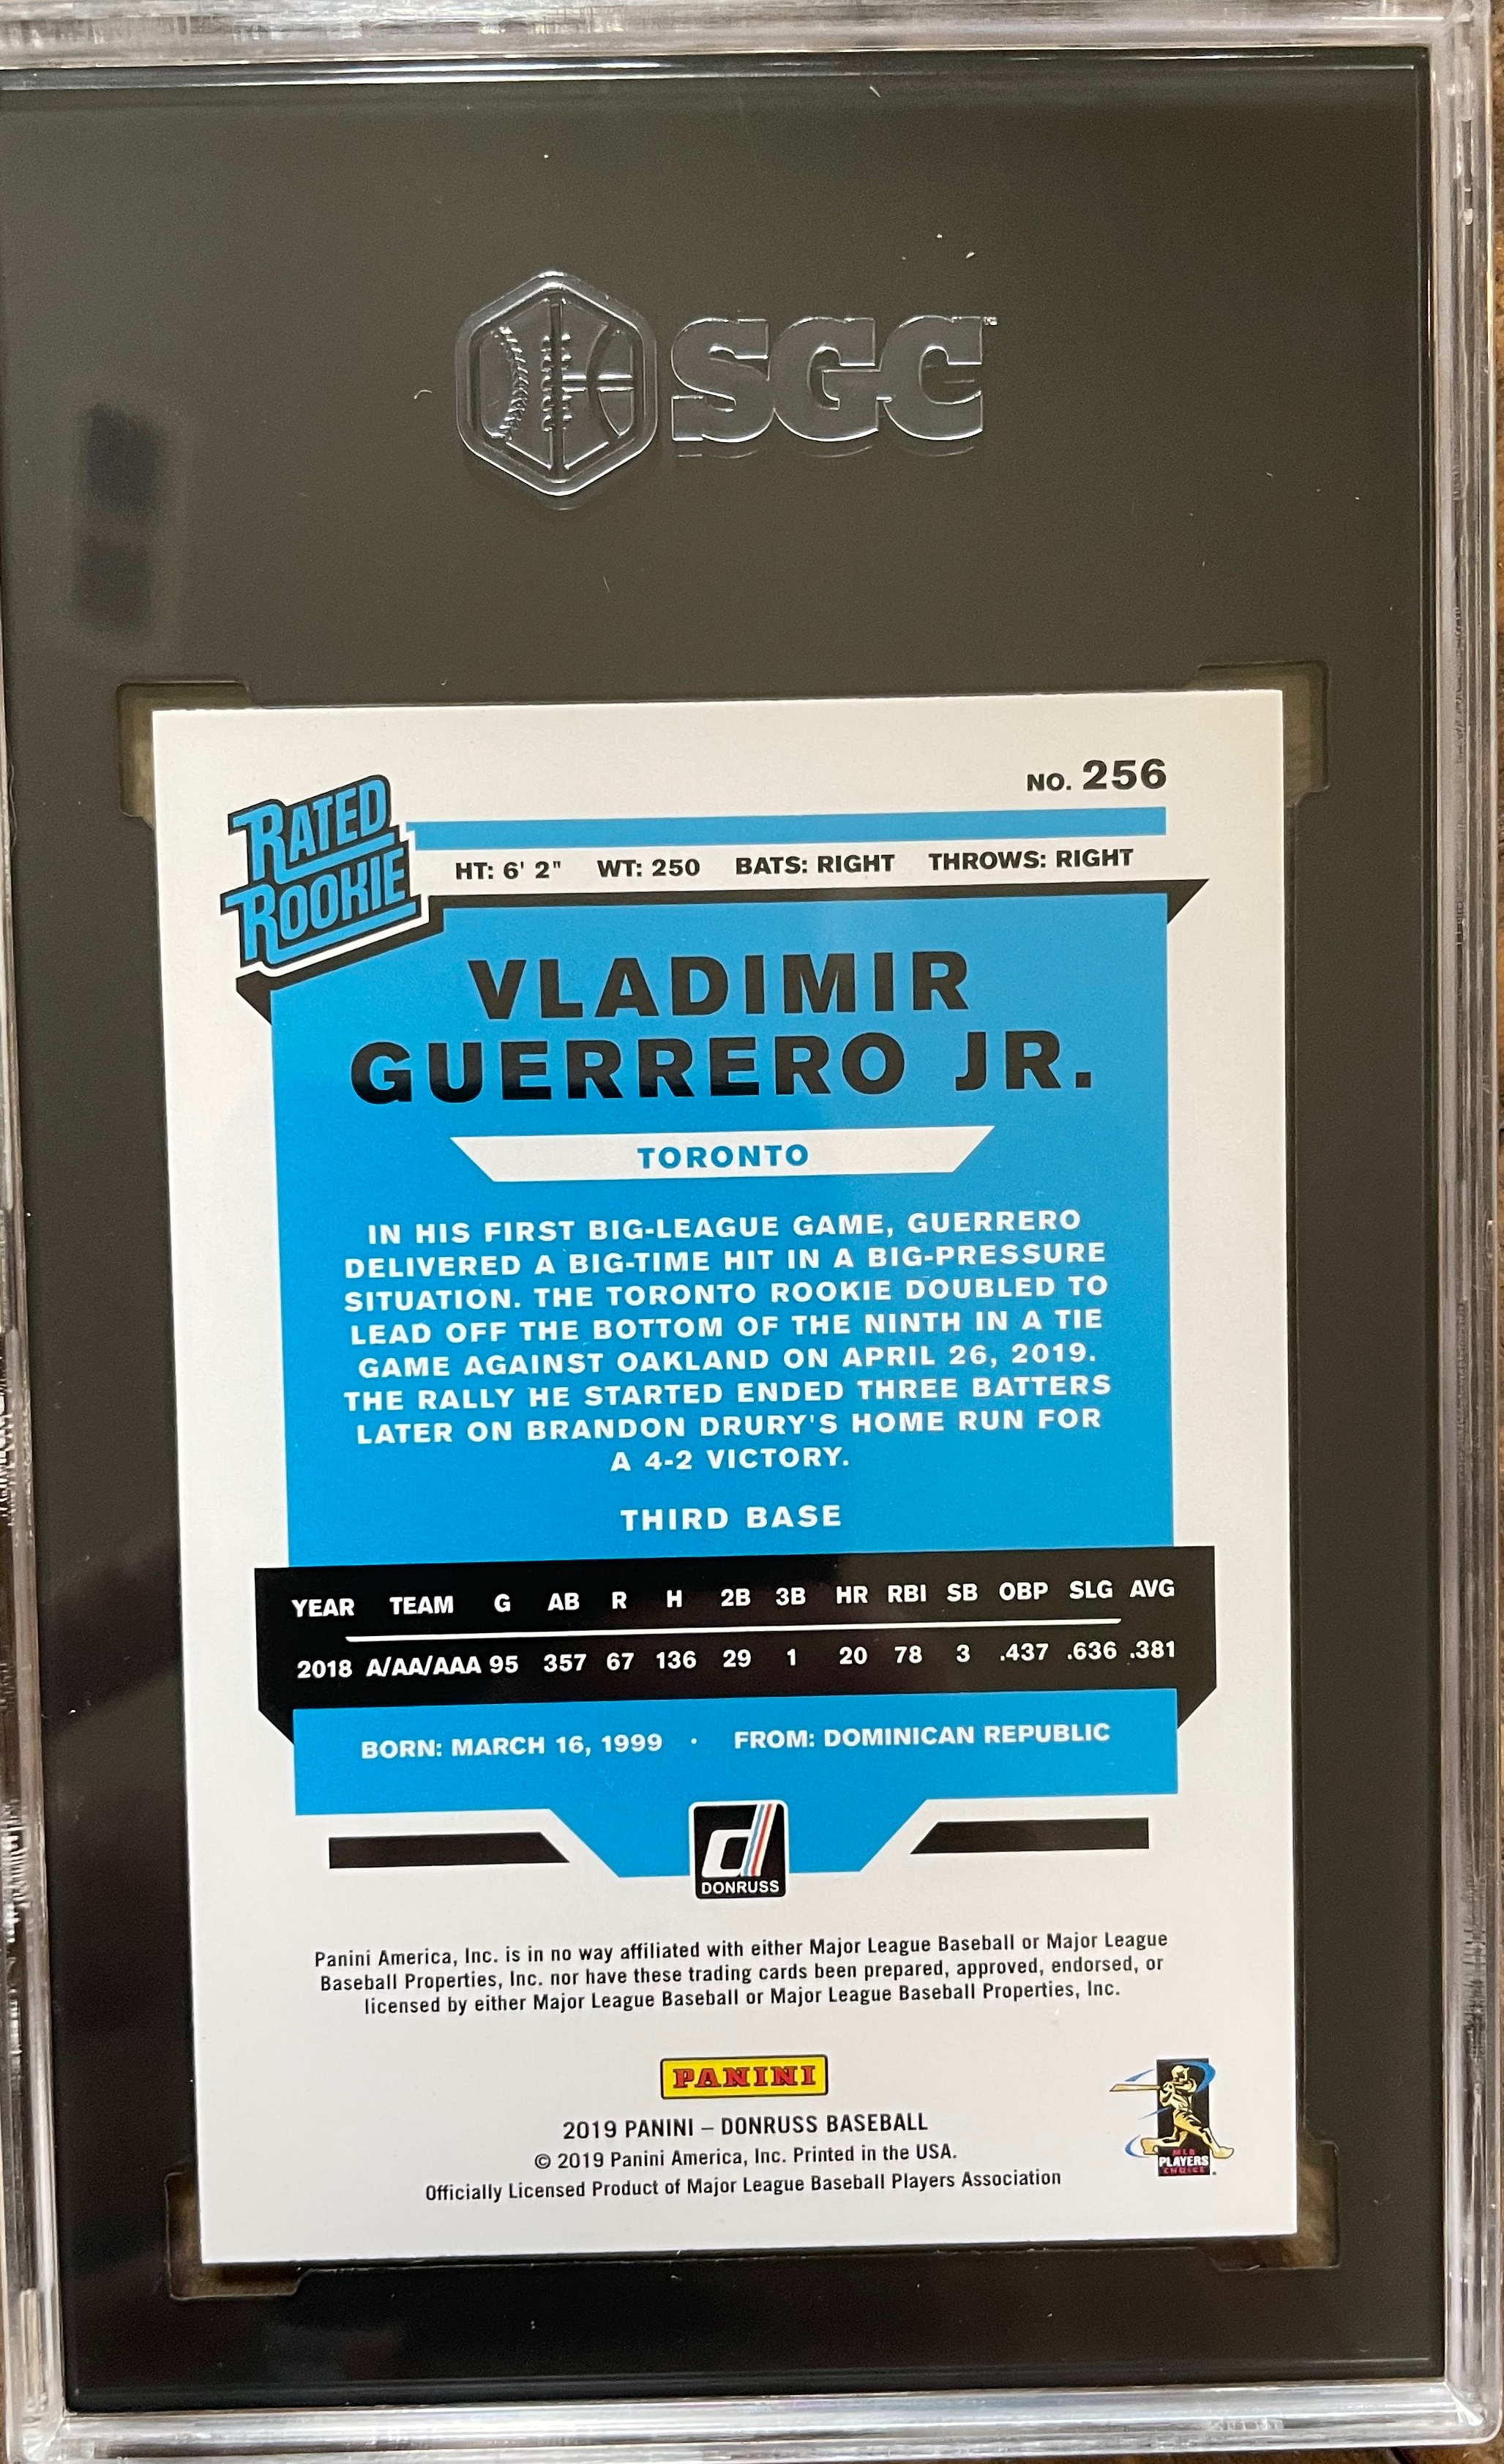 SGC
NO. 256
RATED
ROOKIE
HT: 6' 2" WT: 250 BATS: RIGHT THROWS: RIGHT
VLADIMIR
GUERRERO JR.
TORONTO
IN HIS FIRST BIG-LEAGUE GAME, GUERRERO
DELIVERED A BIG-TIME HIT IN A BIG-PRESSURE
SITUATION. THE TORONTO ROOKIE DOUBLED TO
LEAD OFF THE BOTTOM OF THE NINTH IN A TIE
GAME AGAINST OAKLAND ON APRIL 26, 2019.
THE RALLY HE STARTED ENDED THREE BATTERS
LATER ON BRANDON DRURY'S HOME RUN FOR
A 4-2 VICTORY.
THIRD BASE
YEAR TEAM G AB R H 2B 3B HR RBI SB OBP SLG AVG
2018 A/AA/AAA 95 357 67 136 29 1 20 78 3 .437 .636 .381
BORN: MARCH 16, 1999 · FROM: DOMINICAN REPUBLIC
d
DONRUSS
Panini America, Inc. is in no way affiliated with either Major League Baseball or Major League
Baseball Properties, Inc. nor have these trading cards been prepared, approved, endorsed, or
licensed by either Major League Baseball or Major League Baseball Properties, Inc.
PANINI
2019 PANINI – DONRUSS BASEBALL
© 2019 Panini America, Inc. Printed in the USA.
Officially Licensed Product of Major League Baseball Players Association
MLB
PLAYERS
CHOICE